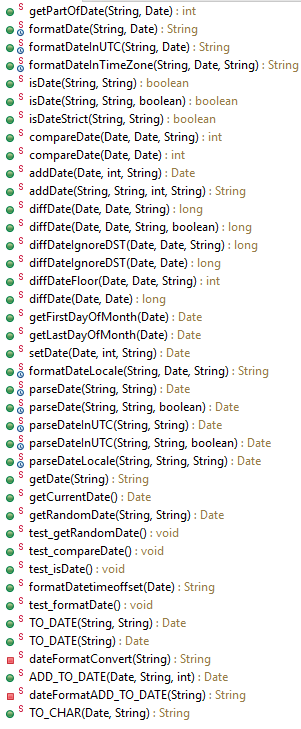 S getPartOfDate(String, Date) : int
S formatDate(String, Date) : String
S formatDateInUTC(String, Date) : String
S formatDateInTimeZone(String, Date, String) : String
S isDate(String, String) : boolean
S isDate(String, String, boolean) : boolean
S isDateStrict(String, String) : boolean
S compareDate(Date, Date, String) : int
S compareDate(Date, Date) : int
S addDate(Date, int, String) : Date
S addDate(String, String, int, String) : String
S diffDate(Date, Date, String) : long
S diffDate(Date, Date, String, boolean) : long
S diffDateIgnoreDST(Date, Date, String) : long
S diffDateIgnoreDST(Date, Date) : long
S diffDateFloor(Date, Date, String) : int
S diffDate(Date, Date) : long
S getFirstDayOfMonth(Date) : Date
S getLastDayOfMonth(Date) : Date
S setDate(Date, int, String) : Date
S formatDateLocale(String, Date, String) : String
S parseDate(String, String) : Date
S parseDate(String, String, boolean) : Date
S parseDateInUTC(String, String) : Date
S parseDateInUTC(String, String, boolean) : Date
S parseDateLocale(String, String, String) : Date
S getDate(String) : String
S getCurrentDate() : Date
S getRandomDate(String, String) : Date
S test_getRandomDate() : void
S test_compareDate() : void
S test_isDate() : void
S formatDatetimeoffset(Date) : String
S test_formatDate() : void
S TO_DATE(String, String) : Date
S TO_DATE(String) : Date
S dateFormatConvert(String) : String
S ADD_TO_DATE(Date, String, int) : Date
S dateFormatADD_TO_DATE(String) : String
S TO_CHAR(Date, String) : String